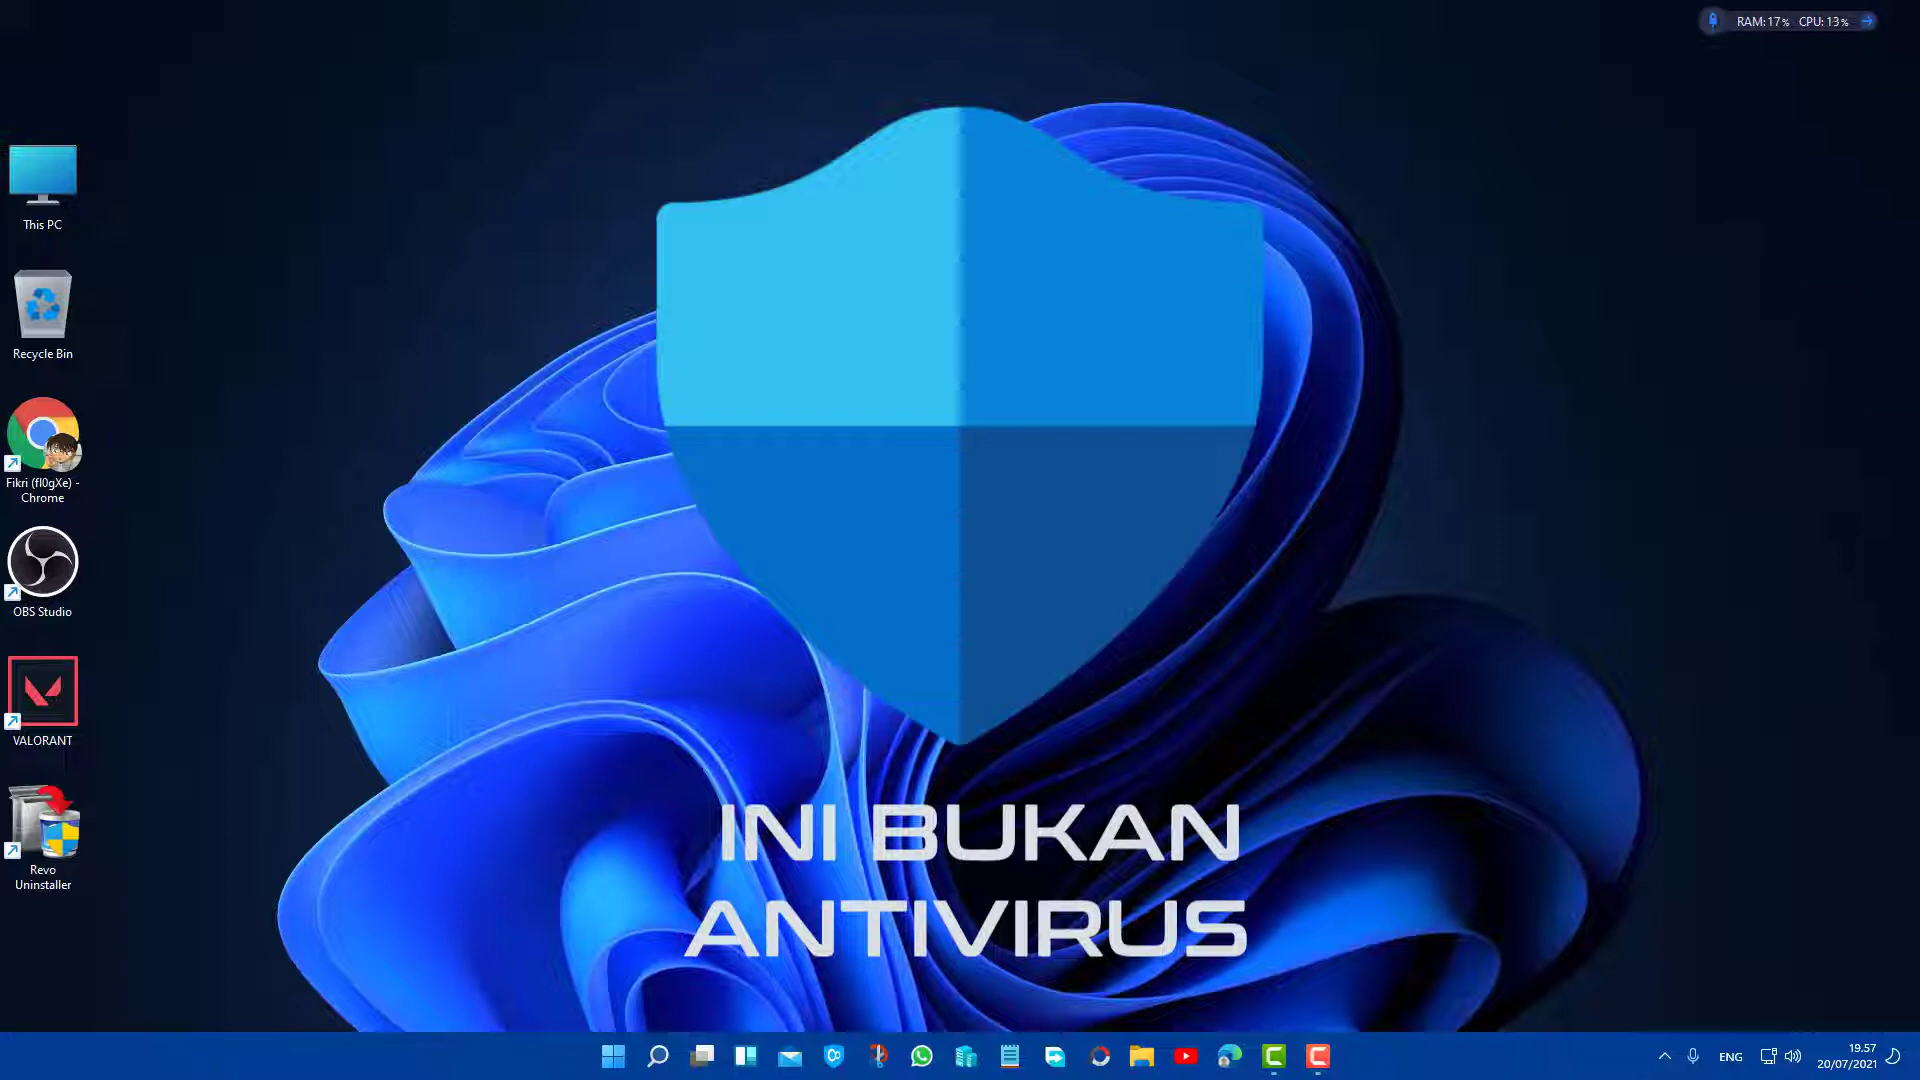 RAM: 17% CPU: 13%
This PC
Recycle Bin
Fikri (fl0gXe) -
Chrome
OBS Studio
VALORANT
Revo
Uninstaller
INI BUKAN
ANTIVIRUS
ENG
19.57
20/07/2021